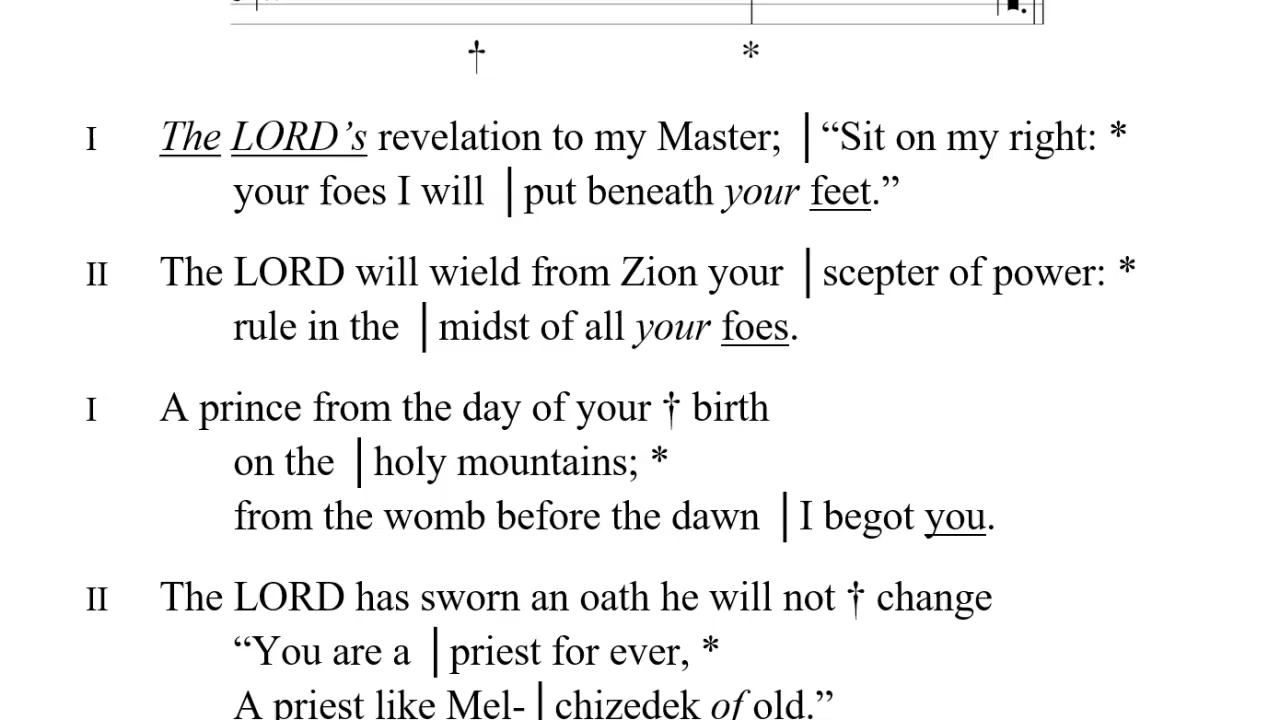 † *
I The LORD’s revelation to my Master; | “Sit on my right: *
your foes I will | put beneath your feet.”
II The LORD will wield from Zion your | scepter of power: *
rule in the | midst of all your foes.
I A prince from the day of your † birth
on the | holy mountains; *
from the womb before the dawn | I begot you.
II The LORD has sworn an oath he will not † change
“You are a | priest for ever, *
A priest like Mel- | chizedek of old.”